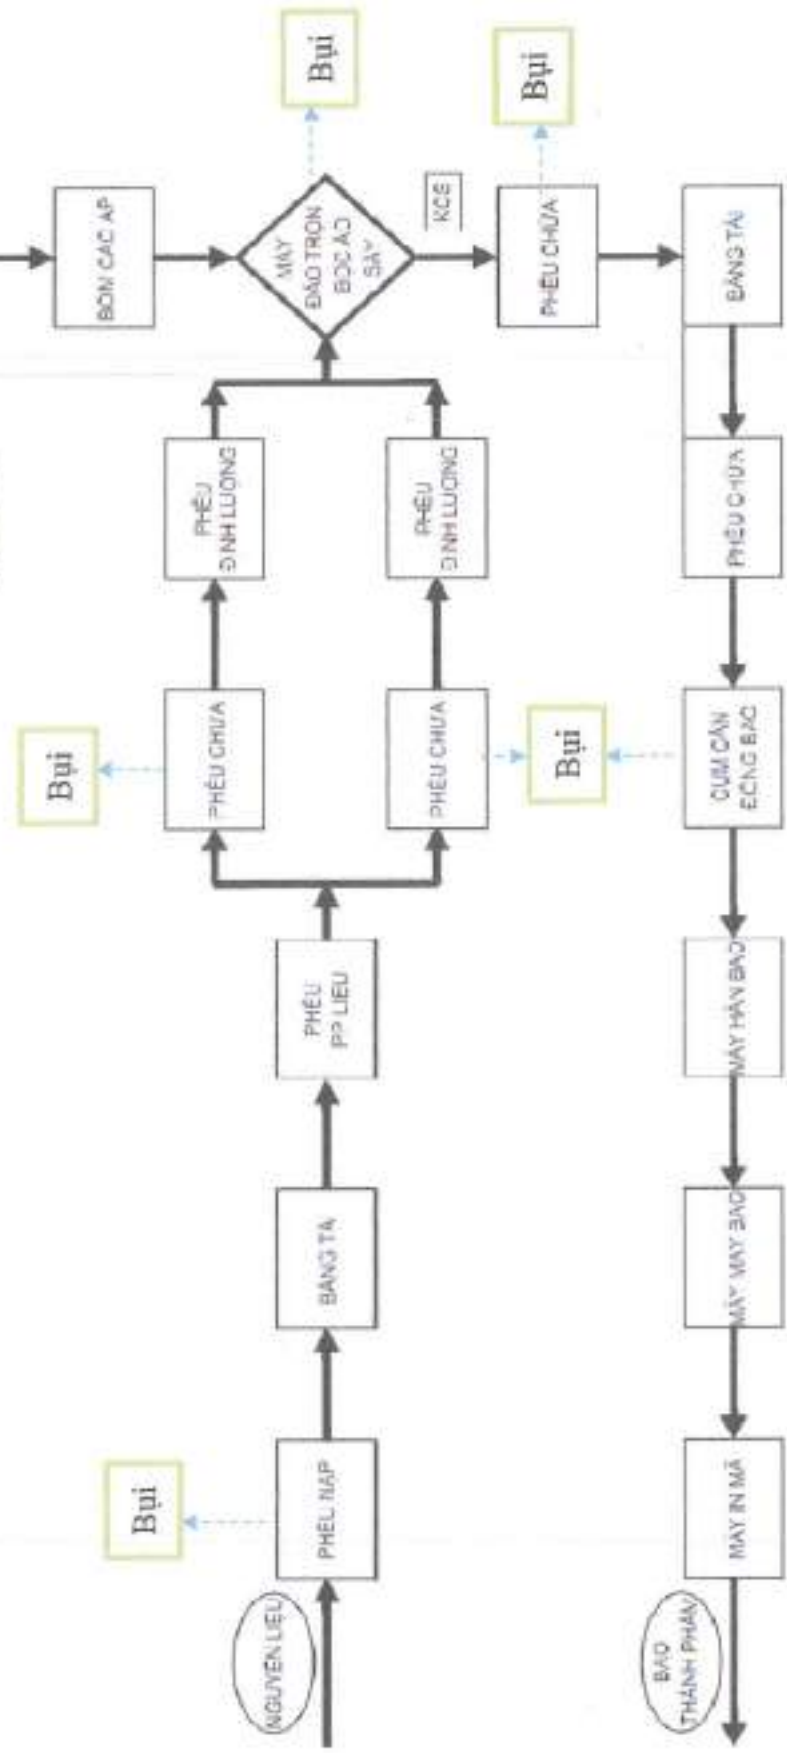 Bụi
Bụi
BỒN CAO ÁP
MÁY
ĐẢO TRỘN
BỌC ÁO
SẤY
KCS
PHỄU CHỨA
BĂNG TẢI
PHỄU
ĐỊNH LƯỢNG
PHỄU
ĐỊNH LƯỢNG
PHỄU CHỨA
Bụi
PHỄU CHỨA
PHỄU CHỨA
Bụi
CỤM CÂN
ĐÓNG BAO
PHỄU
PP LIỆU
MÁY HÀN BAO
BĂNG TẢI
MÁY MAY BAO
Bụi
PHỄU NẠP
MÁY IN MÃ
NGUYÊN LIỆU
BAO
THÀNH PHẨM